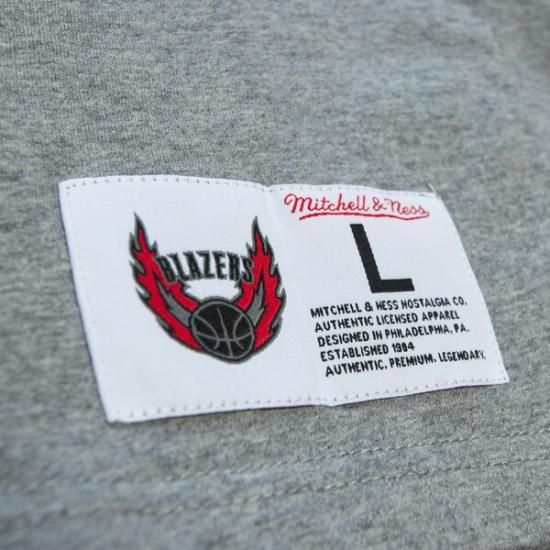 BLAZERS
Mitchell & Ness
L
MITCHELL & NESS NOSTALGIA CO.
AUTHENTIC LICENSED APPAREL
DESIGNED IN PHILADELPHIA, PA.
ESTABLISHED 1904
AUTHENTIC. PREMIUM. LEGENDARY.